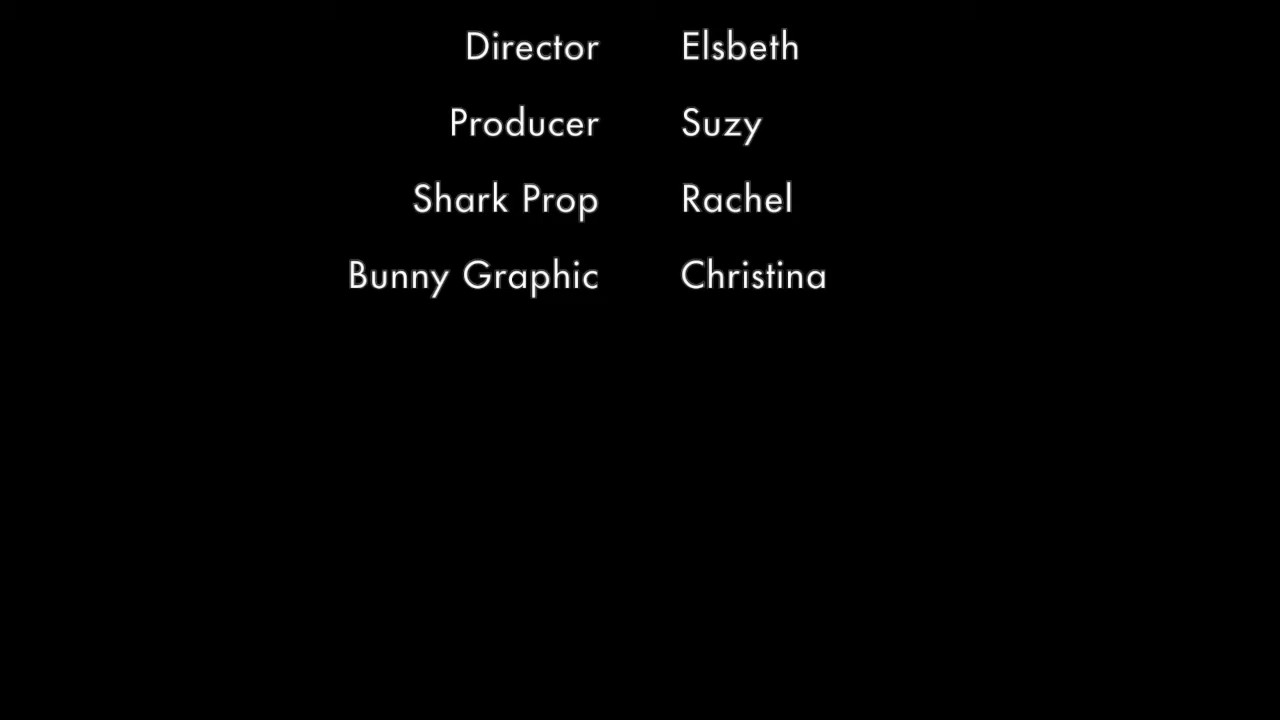 Director Elsbeth
Producer Suzy
Shark Prop Rachel
Bunny Graphic Christina